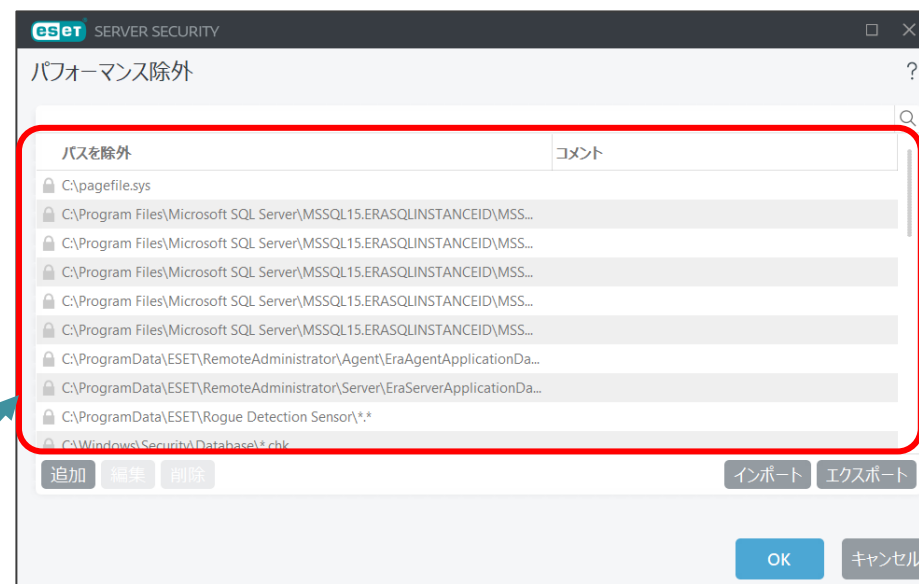 eset SERVER SECURITY
パフォーマンス除外
?
パスを除外 コメント
C:\pagefile.sys
C:\Program Files\Microsoft SQL Server\MSSQL15.ERASQLINSTANCEID\MSS...
C:\Program Files\Microsoft SQL Server\MSSQL15.ERASQLINSTANCEID\MSS...
C:\Program Files\Microsoft SQL Server\MSSQL15.ERASQLINSTANCEID\MSS...
C:\Program Files\Microsoft SQL Server\MSSQL15.ERASQLINSTANCEID\MSS...
C:\Program Files\Microsoft SQL Server\MSSQL15.ERASQLINSTANCEID\MSS...
C:\ProgramData\ESET\RemoteAdministrator\Agent\EraAgentApplicationDa...
C:\ProgramData\ESET\RemoteAdministrator\Server\EraServerApplicationDa...
C:\ProgramData\ESET\Rogue Detection Sensor\*.*
C:\Windows\Security\Database\*.chk
追加 編集 削除 インポート エクスポート
OK キャンセル